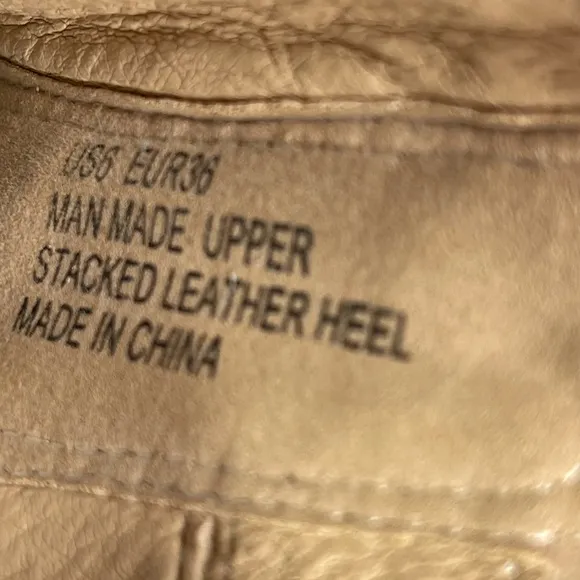 US6 EUR36
MAN MADE UPPER
STACKED LEATHER HEEL
MADE IN CHINA